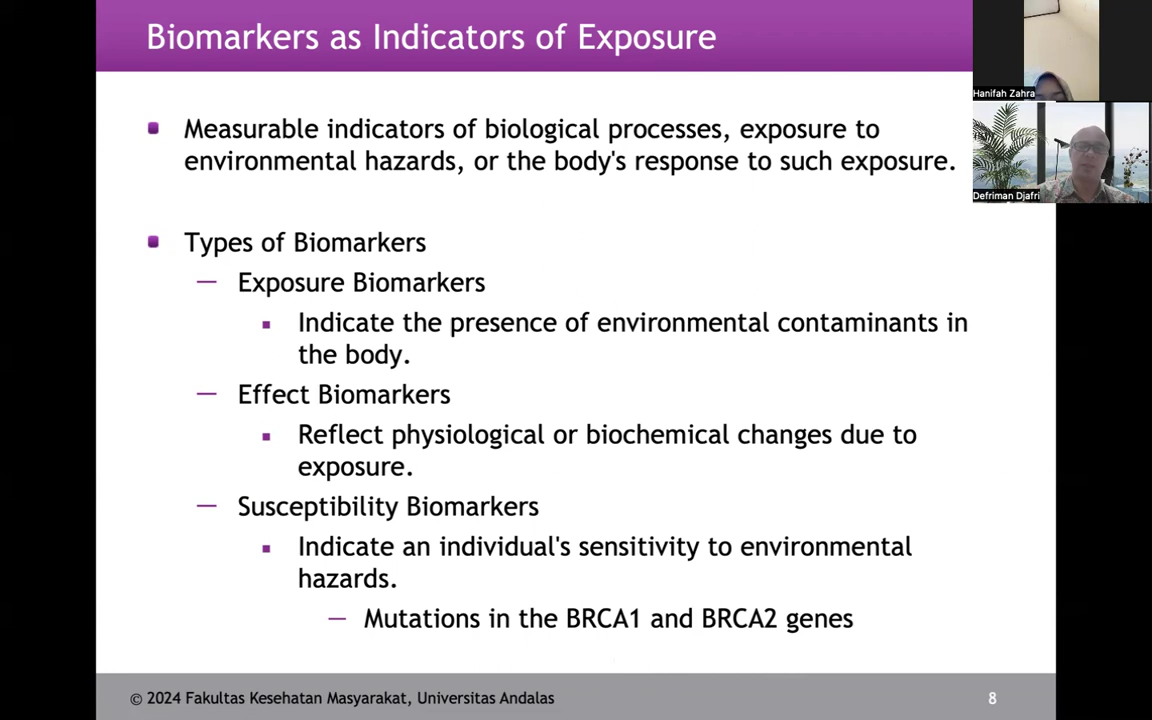 Biomarkers as Indicators of Exposure
Measurable indicators of biological processes, exposure to
environmental hazards, or the body's response to such exposure.
Types of Biomarkers
— Exposure Biomarkers
Indicate the presence of environmental contaminants in
the body.
— Effect Biomarkers
Reflect physiological or biochemical changes due to
exposure.
— Susceptibility Biomarkers
Indicate an individual's sensitivity to environmental
hazards.
— Mutations in the BRCA1 and BRCA2 genes
© 2024 Fakultas Kesehatan Masyarakat, Universitas Andalas
8
Hanifah Zahra
Defriman Djafri